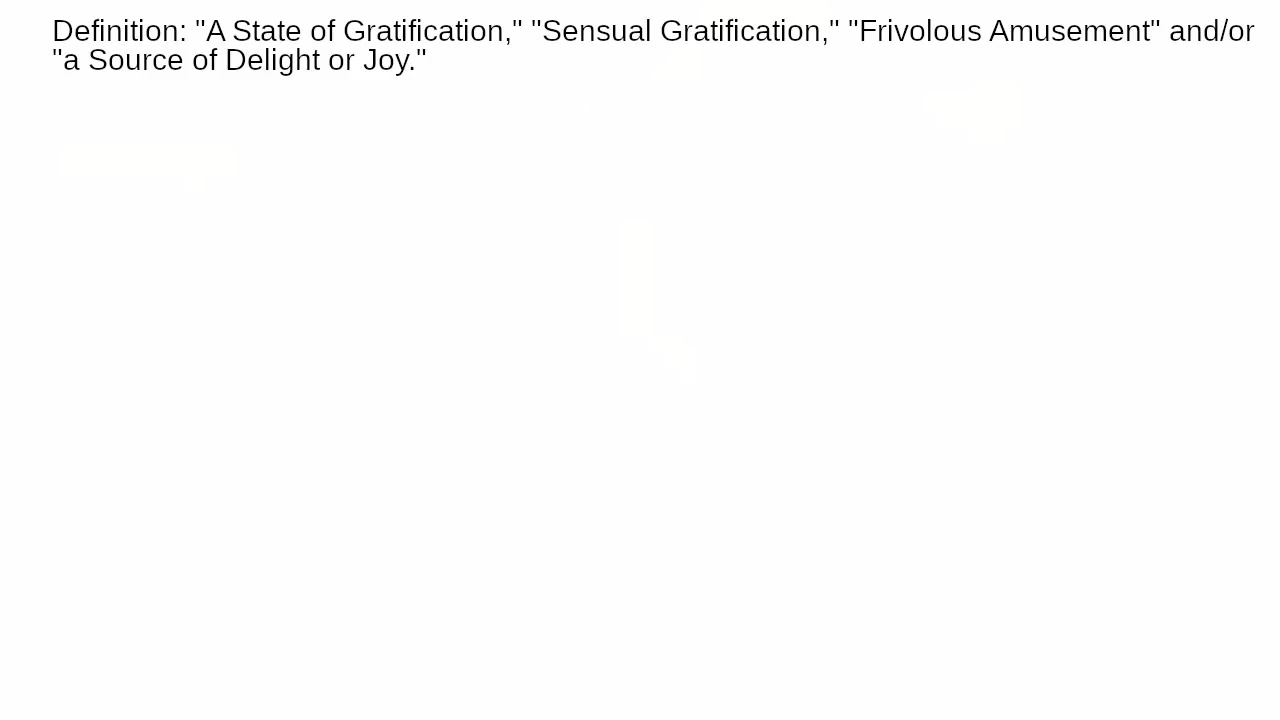 Definition: "A State of Gratification," "Sensual Gratification," "Frivolous Amusement" and/or
"a Source of Delight or Joy."